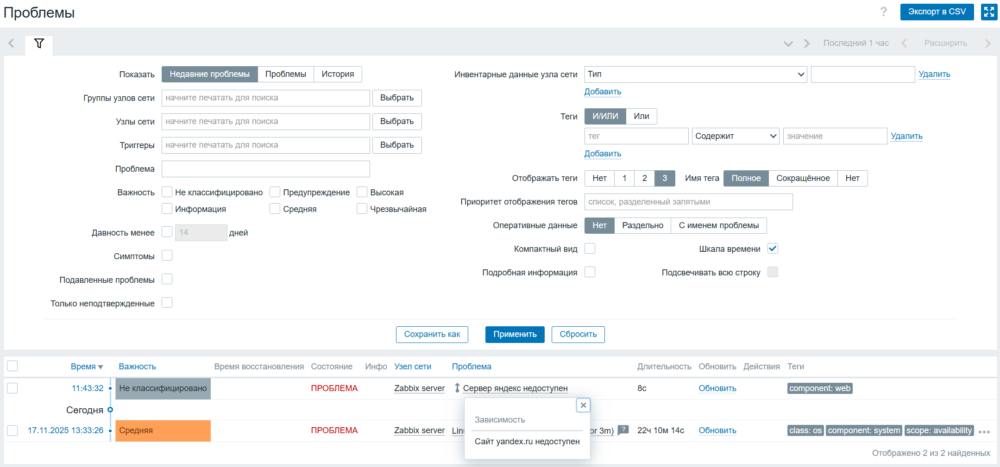 Проблемы
? Экспорт в CSV
Последний 1 час Расширить
Показать Недавние проблемы Проблемы История
Группы узлов сети начните печатать для поиска Выбрать
Узлы сети начните печатать для поиска Выбрать
Триггеры начните печатать для поиска Выбрать
Проблема
Важность Не классифицировано Предупреждение Высокая
Информация Средняя Чрезвычайная
Давность менее 14 дней
Симптомы
Подавленные проблемы
Только неподтвержденные
Инвентарные данные узла сети Тип Удалить
Добавить
Теги И/ИЛИ Или
тег Содержит значение Удалить
Добавить
Отображать теги Нет 1 2 3 Имя тега Полное Сокращённое Нет
Приоритет отображения тегов список, разделенный запятыми
Оперативные данные Нет Раздельно С именем проблемы
Компактный вид Шкала времени
Подробная информация Подсвечивать всю строку
Сохранить как Применить Сбросить
Время Важность Время восстановления Состояние Инфо Узел сети Проблема Длительность Обновить Действия Теги
11:43:32 Не классифицировано ПРОБЛЕМА Zabbix server Сервер яндекс недоступен 8с Обновить component: web
Сегодня
17.11.2025 13:33:26 Средняя ПРОБЛЕМА Zabbix server or 3m) ? 22ч 10м 14с Обновить class: os component: system scope: availability
Зависимость
Сайт yandex.ru недоступен
Отображено 2 из 2 найденных